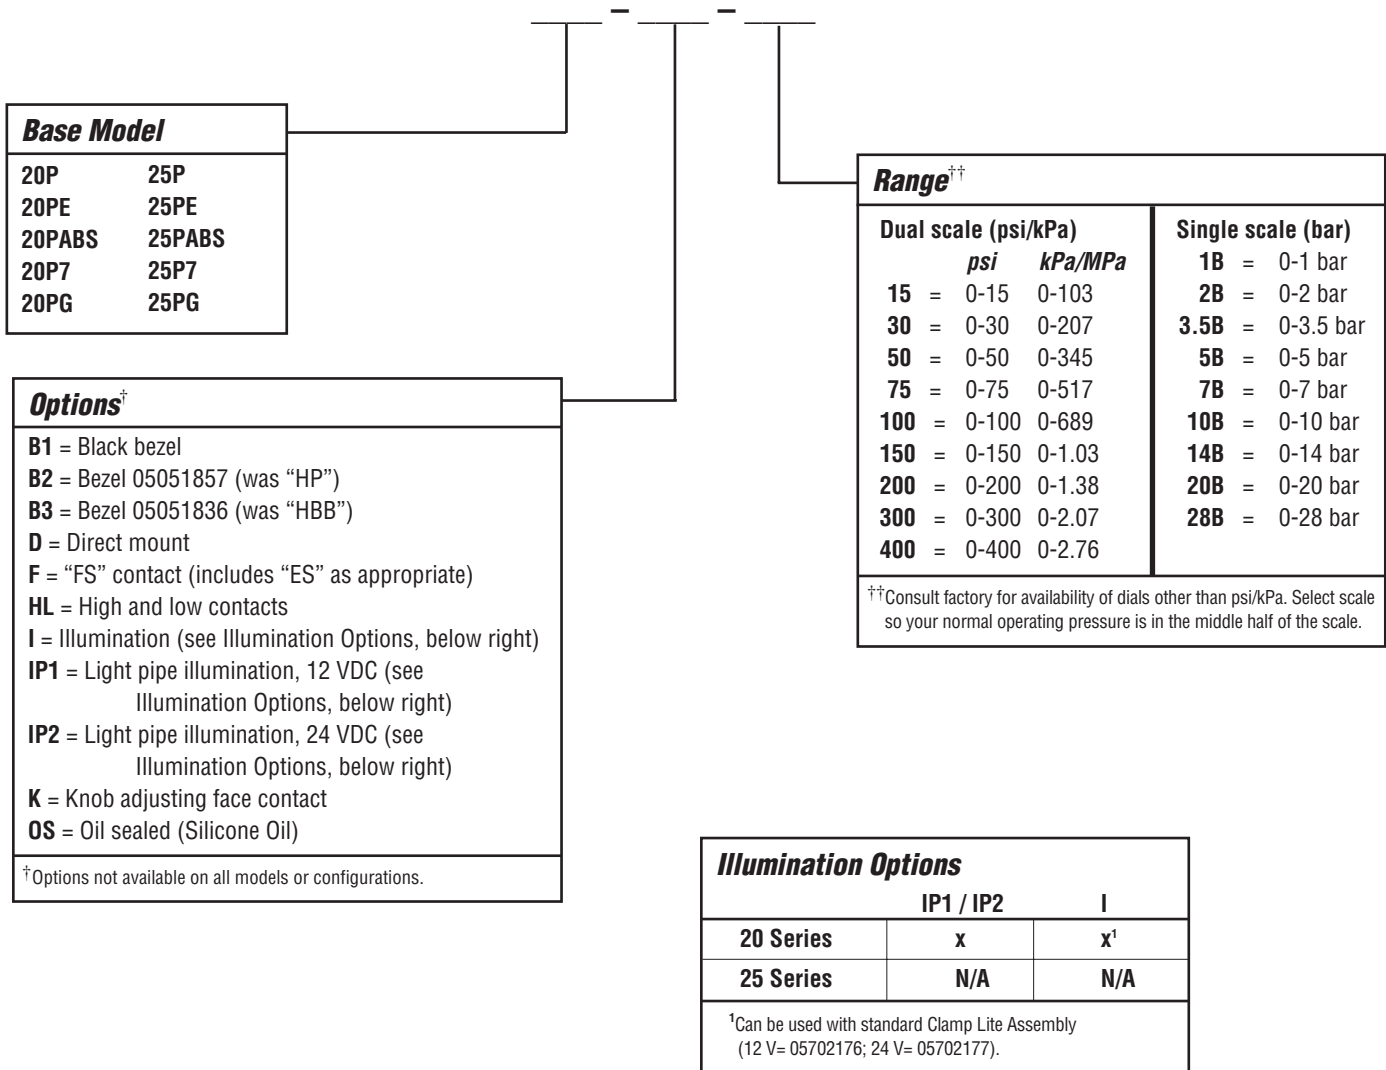 ____ – ____ – ____
Base Model
20P 25P
20PE 25PE
20PABS 25PABS
20P7 25P7
20PG 25PG
Options†
B1 = Black bezel
B2 = Bezel 05051857 (was “HP”)
B3 = Bezel 05051836 (was “HBB”)
D = Direct mount
F = “FS” contact (includes “ES” as appropriate)
HL = High and low contacts
I = Illumination (see Illumination Options, below right)
IP1 = Light pipe illumination, 12 VDC (see
Illumination Options, below right)
IP2 = Light pipe illumination, 24 VDC (see
Illumination Options, below right)
K = Knob adjusting face contact
OS = Oil sealed (Silicone Oil)
†Options not available on all models or configurations.
Range††
Dual scale (psi/kPa)
psi kPa/MPa
15 = 0-15 0-103
30 = 0-30 0-207
50 = 0-50 0-345
75 = 0-75 0-517
100 = 0-100 0-689
150 = 0-150 0-1.03
200 = 0-200 0-1.38
300 = 0-300 0-2.07
400 = 0-400 0-2.76
Single scale (bar)
1B = 0-1 bar
2B = 0-2 bar
3.5B = 0-3.5 bar
5B = 0-5 bar
7B = 0-7 bar
10B = 0-10 bar
14B = 0-14 bar
20B = 0-20 bar
28B = 0-28 bar
††Consult factory for availability of dials other than psi/kPa. Select scale
so your normal operating pressure is in the middle half of the scale.
Illumination Options
IP1 / IP2 I
20 Series x x¹
25 Series N/A N/A
¹Can be used with standard Clamp Lite Assembly
(12 V= 05702176; 24 V= 05702177).